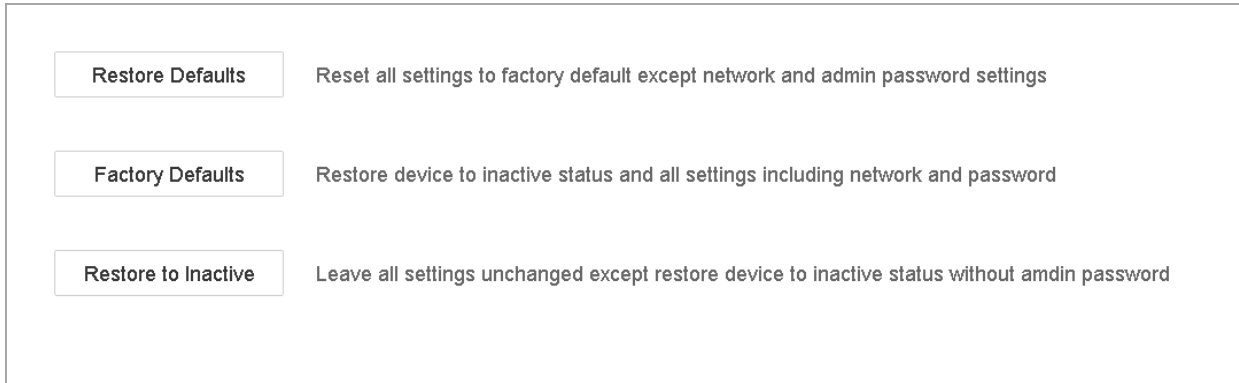 Restore Defaults Reset all settings to factory default except network and admin password settings
Factory Defaults Restore device to inactive status and all settings including network and password
Restore to Inactive Leave all settings unchanged except restore device to inactive status without amdin password